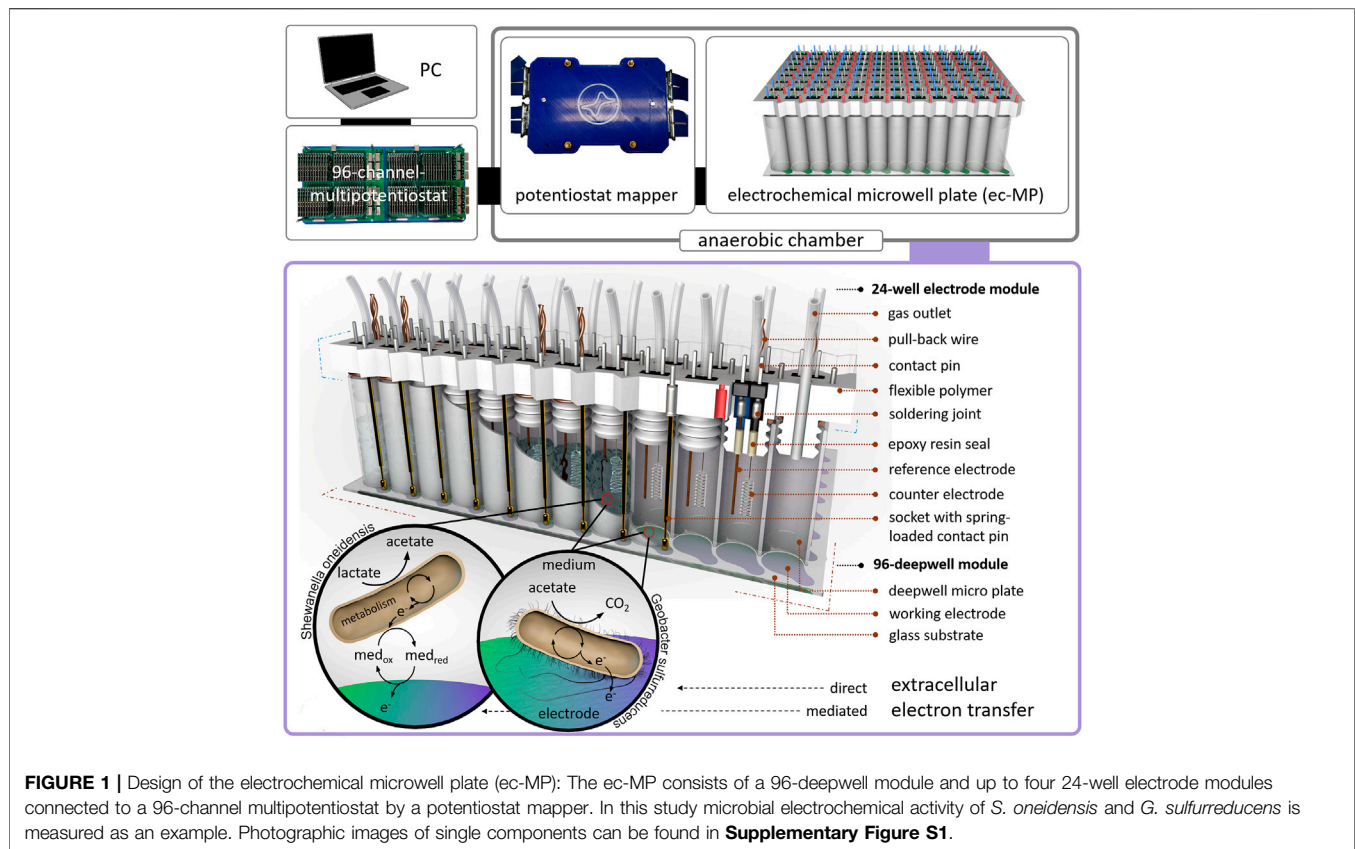 PC
96-channel-
multipotentiostat
potentiostat mapper
electrochemical microwell plate (ec-MP)
anaerobic chamber
24-well electrode module
gas outlet
pull-back wire
contact pin
flexible polymer
soldering joint
epoxy resin seal
reference electrode
counter electrode
socket with spring-
loaded contact pin
96-deepwell module
deepwell micro plate
working electrode
glass substrate
Shewanella oneidensis
acetate
lactate
metabolism
e-
medox
medred
e-
medium
acetate
CO2
e-
e-
electrode
Geobacter sulfurreducens
direct
mediated
extracellular
electron transfer
FIGURE 1 | Design of the electrochemical microwell plate (ec-MP): The ec-MP consists of a 96-deepwell module and up to four 24-well electrode modules
connected to a 96-channel multipotentiostat by a potentiostat mapper. In this study microbial electrochemical activity of S. oneidensis and G. sulfurreducens is
measured as an example. Photographic images of single components can be found in Supplementary Figure S1.